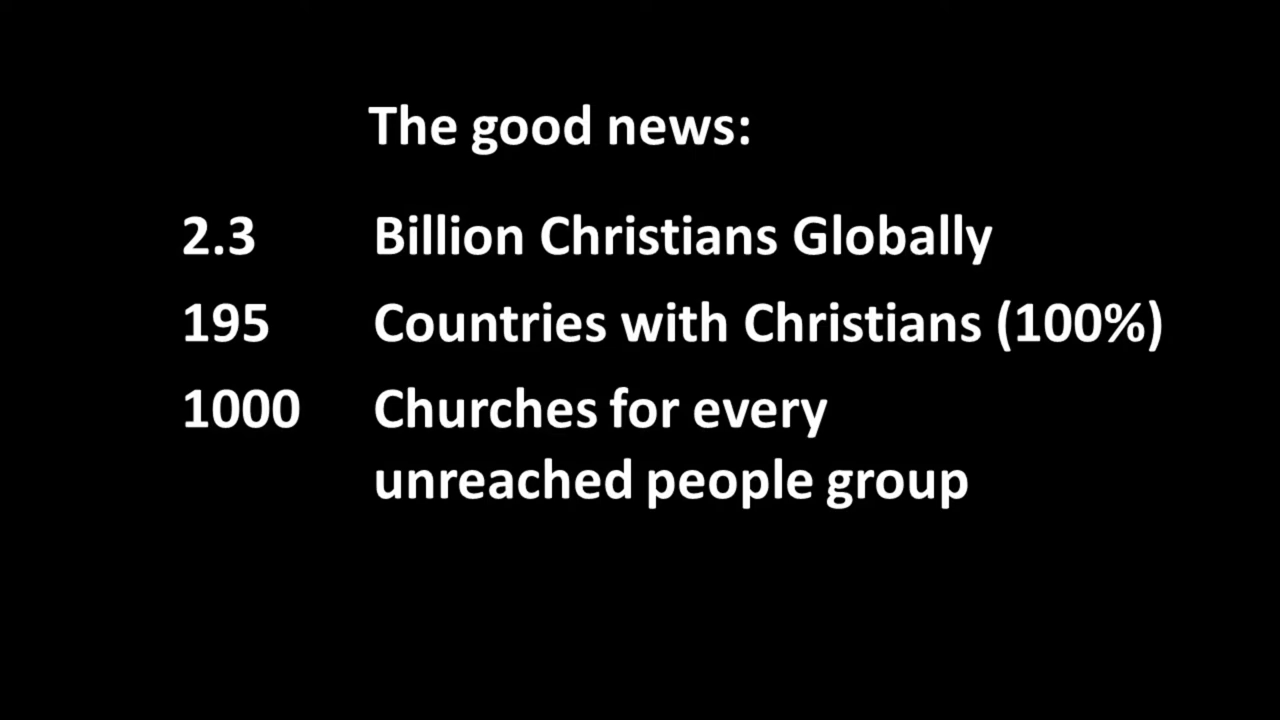 The good news:
2.3 Billion Christians Globally
195 Countries with Christians (100%)
1000 Churches for every
unreached people group